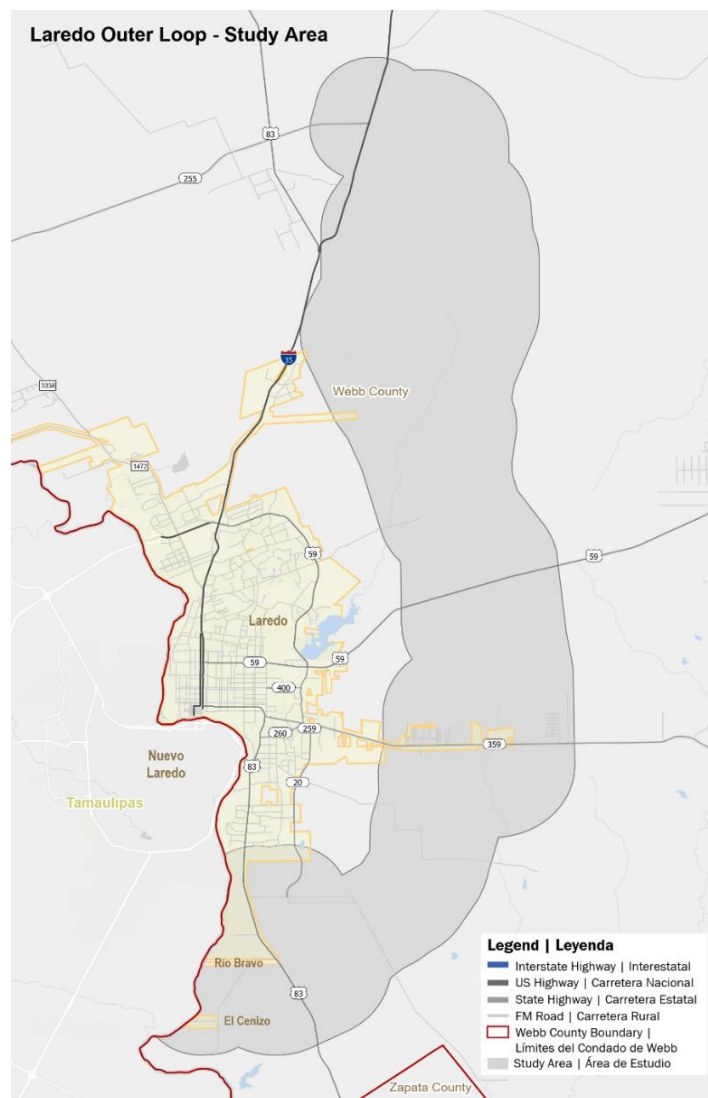 Laredo Outer Loop - Study Area
83
255
35
Webb County
3338
1472
59
59
Laredo
59
59
400
Nuevo
Laredo
260
259
359
83
Tamaulipas
20
Río Bravo
83
El Cenizo
Zapata County
Legend | Leyenda
Interstate Highway | Interestatal
US Highway | Carretera Nacional
State Highway | Carretera Estatal
FM Road | Carretera Rural
Webb County Boundary |
Límites del Condado de Webb
Study Area | Área de Estudio